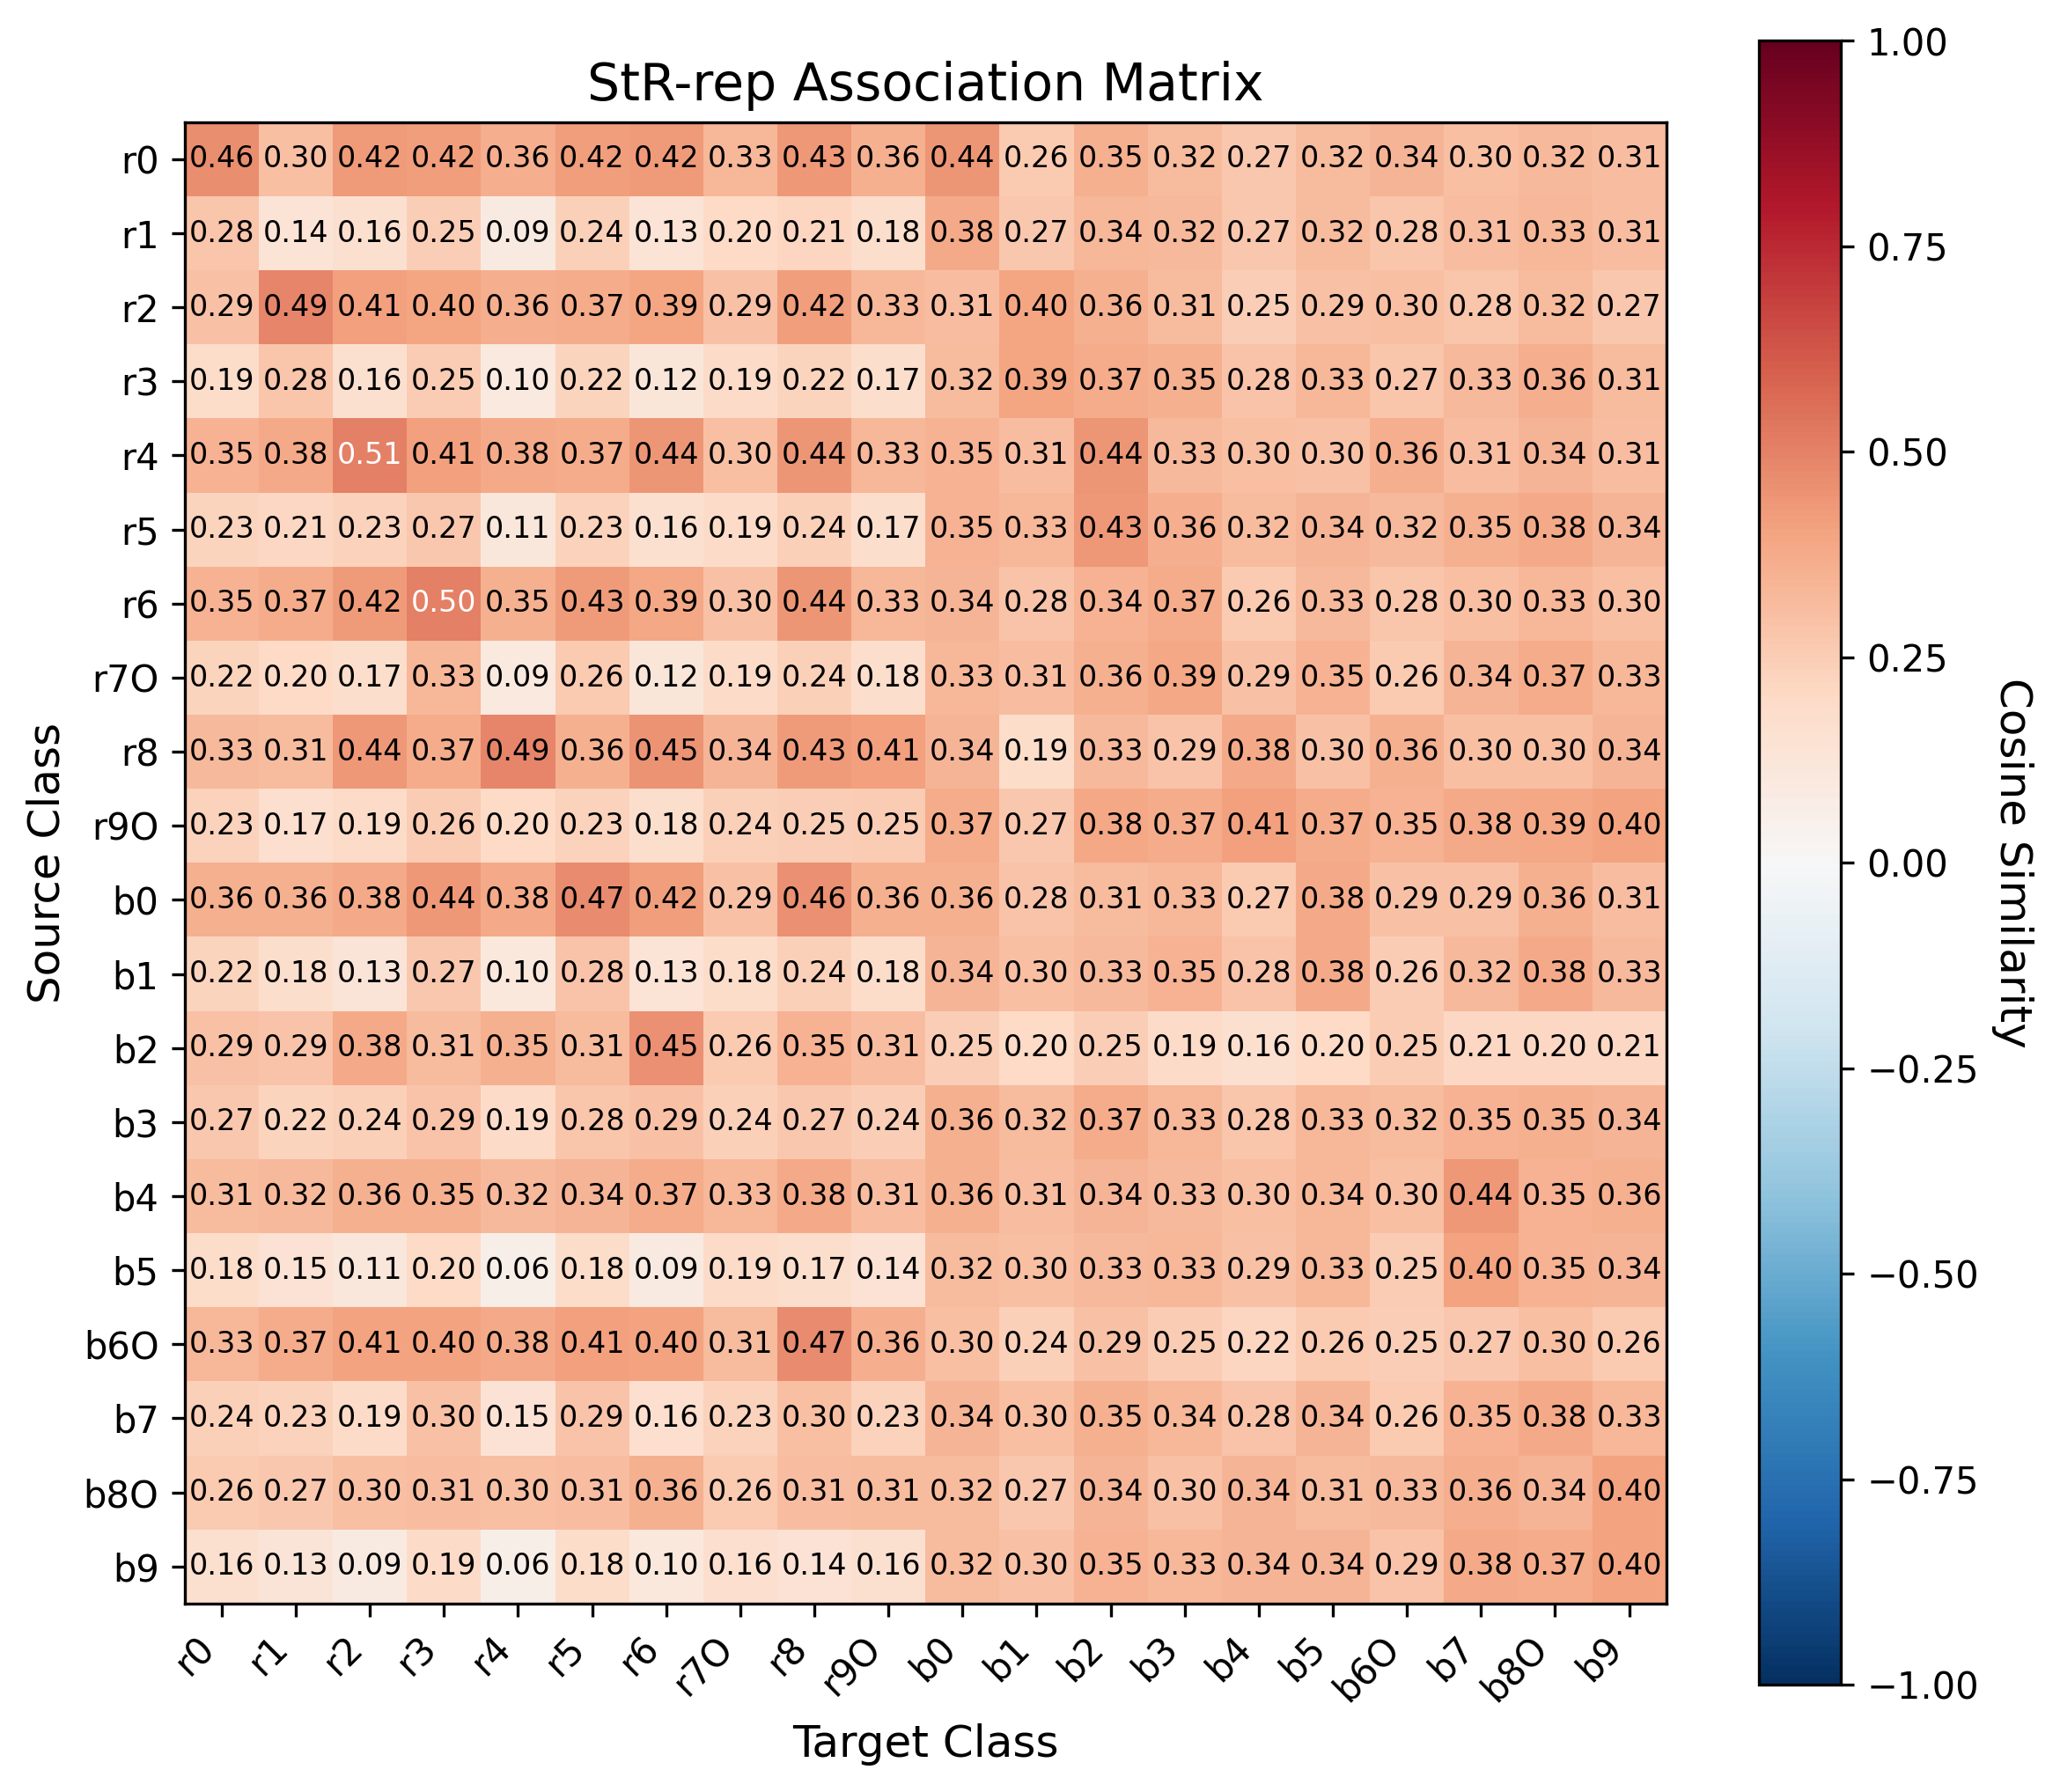 StR-rep Association Matrix
r0 0.46 0.30 0.42 0.42 0.36 0.42 0.42 0.33 0.43 0.36 0.44 0.26 0.35 0.32 0.27 0.32 0.34 0.30 0.32 0.31
r1 0.28 0.14 0.16 0.25 0.09 0.24 0.13 0.20 0.21 0.18 0.38 0.27 0.34 0.32 0.27 0.32 0.28 0.31 0.33 0.31
r2 0.29 0.49 0.41 0.40 0.36 0.37 0.39 0.29 0.42 0.33 0.31 0.40 0.36 0.31 0.25 0.29 0.30 0.28 0.32 0.27
r3 0.19 0.28 0.16 0.25 0.10 0.22 0.12 0.19 0.22 0.17 0.32 0.39 0.37 0.35 0.28 0.33 0.27 0.33 0.36 0.31
r4 0.35 0.38 0.51 0.41 0.38 0.37 0.44 0.30 0.44 0.33 0.35 0.31 0.44 0.33 0.30 0.30 0.36 0.31 0.34 0.31
r5 0.23 0.21 0.23 0.27 0.11 0.23 0.16 0.19 0.24 0.17 0.35 0.33 0.43 0.36 0.32 0.34 0.32 0.35 0.38 0.34
r6 0.35 0.37 0.42 0.50 0.35 0.43 0.39 0.30 0.44 0.33 0.34 0.28 0.34 0.37 0.26 0.33 0.28 0.30 0.33 0.30
r7O 0.22 0.20 0.17 0.33 0.09 0.26 0.12 0.19 0.24 0.18 0.33 0.31 0.36 0.39 0.29 0.35 0.26 0.34 0.37 0.33
r8 0.33 0.31 0.44 0.37 0.49 0.36 0.45 0.34 0.43 0.41 0.34 0.19 0.33 0.29 0.38 0.30 0.36 0.30 0.30 0.34
r9O 0.23 0.17 0.19 0.26 0.20 0.23 0.18 0.24 0.25 0.25 0.37 0.27 0.38 0.37 0.41 0.37 0.35 0.38 0.39 0.40
b0 0.36 0.36 0.38 0.44 0.38 0.47 0.42 0.29 0.46 0.36 0.36 0.28 0.31 0.33 0.27 0.38 0.29 0.29 0.36 0.31
b1 0.22 0.18 0.13 0.27 0.10 0.28 0.13 0.18 0.24 0.18 0.34 0.30 0.33 0.35 0.28 0.38 0.26 0.32 0.38 0.33
b2 0.29 0.29 0.38 0.31 0.35 0.31 0.45 0.26 0.35 0.31 0.25 0.20 0.25 0.19 0.16 0.20 0.25 0.21 0.20 0.21
b3 0.27 0.22 0.24 0.29 0.19 0.28 0.29 0.24 0.27 0.24 0.36 0.32 0.37 0.33 0.28 0.33 0.32 0.35 0.35 0.34
b4 0.31 0.32 0.36 0.35 0.32 0.34 0.37 0.33 0.38 0.31 0.36 0.31 0.34 0.33 0.30 0.34 0.30 0.44 0.35 0.36
b5 0.18 0.15 0.11 0.20 0.06 0.18 0.09 0.19 0.17 0.14 0.32 0.30 0.33 0.33 0.29 0.33 0.25 0.40 0.35 0.34
b6O 0.33 0.37 0.41 0.40 0.38 0.41 0.40 0.31 0.47 0.36 0.30 0.24 0.29 0.25 0.22 0.26 0.25 0.27 0.30 0.26
b7 0.24 0.23 0.19 0.30 0.15 0.29 0.16 0.23 0.30 0.23 0.34 0.30 0.35 0.34 0.28 0.34 0.26 0.35 0.38 0.33
b8O 0.26 0.27 0.30 0.31 0.30 0.31 0.36 0.26 0.31 0.31 0.32 0.27 0.34 0.30 0.34 0.31 0.33 0.36 0.34 0.40
b9 0.16 0.13 0.09 0.19 0.06 0.18 0.10 0.16 0.14 0.16 0.32 0.30 0.35 0.33 0.34 0.34 0.29 0.38 0.37 0.40
r0 r1 r2 r3 r4 r5 r6 r7O r8 r9O b0 b1 b2 b3 b4 b5 b6O b7 b8O b9
Target Class
Source Class
1.00
0.75
0.50
0.25
0.00
−0.25
−0.50
−0.75
−1.00
Cosine Similarity